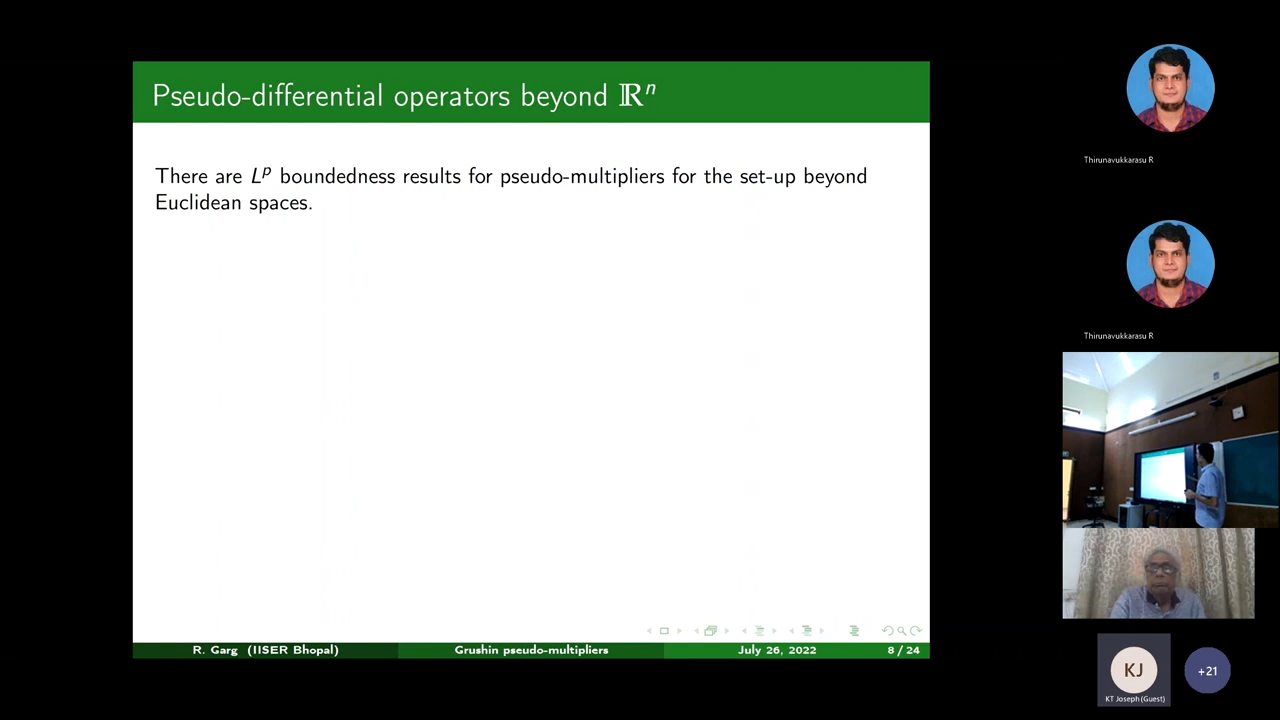 Pseudo-differential operators beyond ℝⁿ
There are Lᵖ boundedness results for pseudo-multipliers for the set-up beyond
Euclidean spaces.
R. Garg (IISER Bhopal)
Grushin pseudo-multipliers
July 26, 2022
8 / 24
Thirunavukkarasu R
Thirunavukkarasu R
KJ
KT Joseph (Guest)
+21